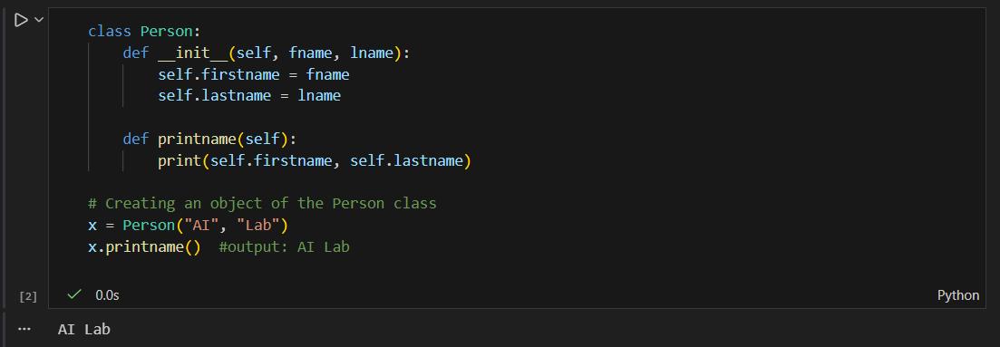 class Person:
    def __init__(self, fname, lname):
        self.firstname = fname
        self.lastname = lname

    def printname(self):
        print(self.firstname, self.lastname)

# Creating an object of the Person class
x = Person("AI", "Lab")
x.printname()  #output: AI Lab
[2]
0.0s
Python
AI Lab